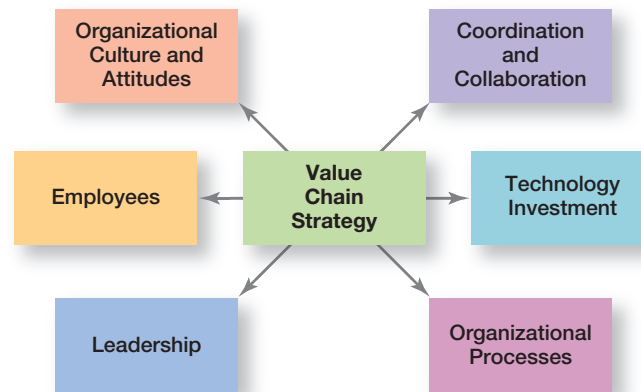 Organizational
Culture and
Attitudes
Coordination
and
Collaboration
Employees
Value
Chain
Strategy
Technology
Investment
Leadership
Organizational
Processes